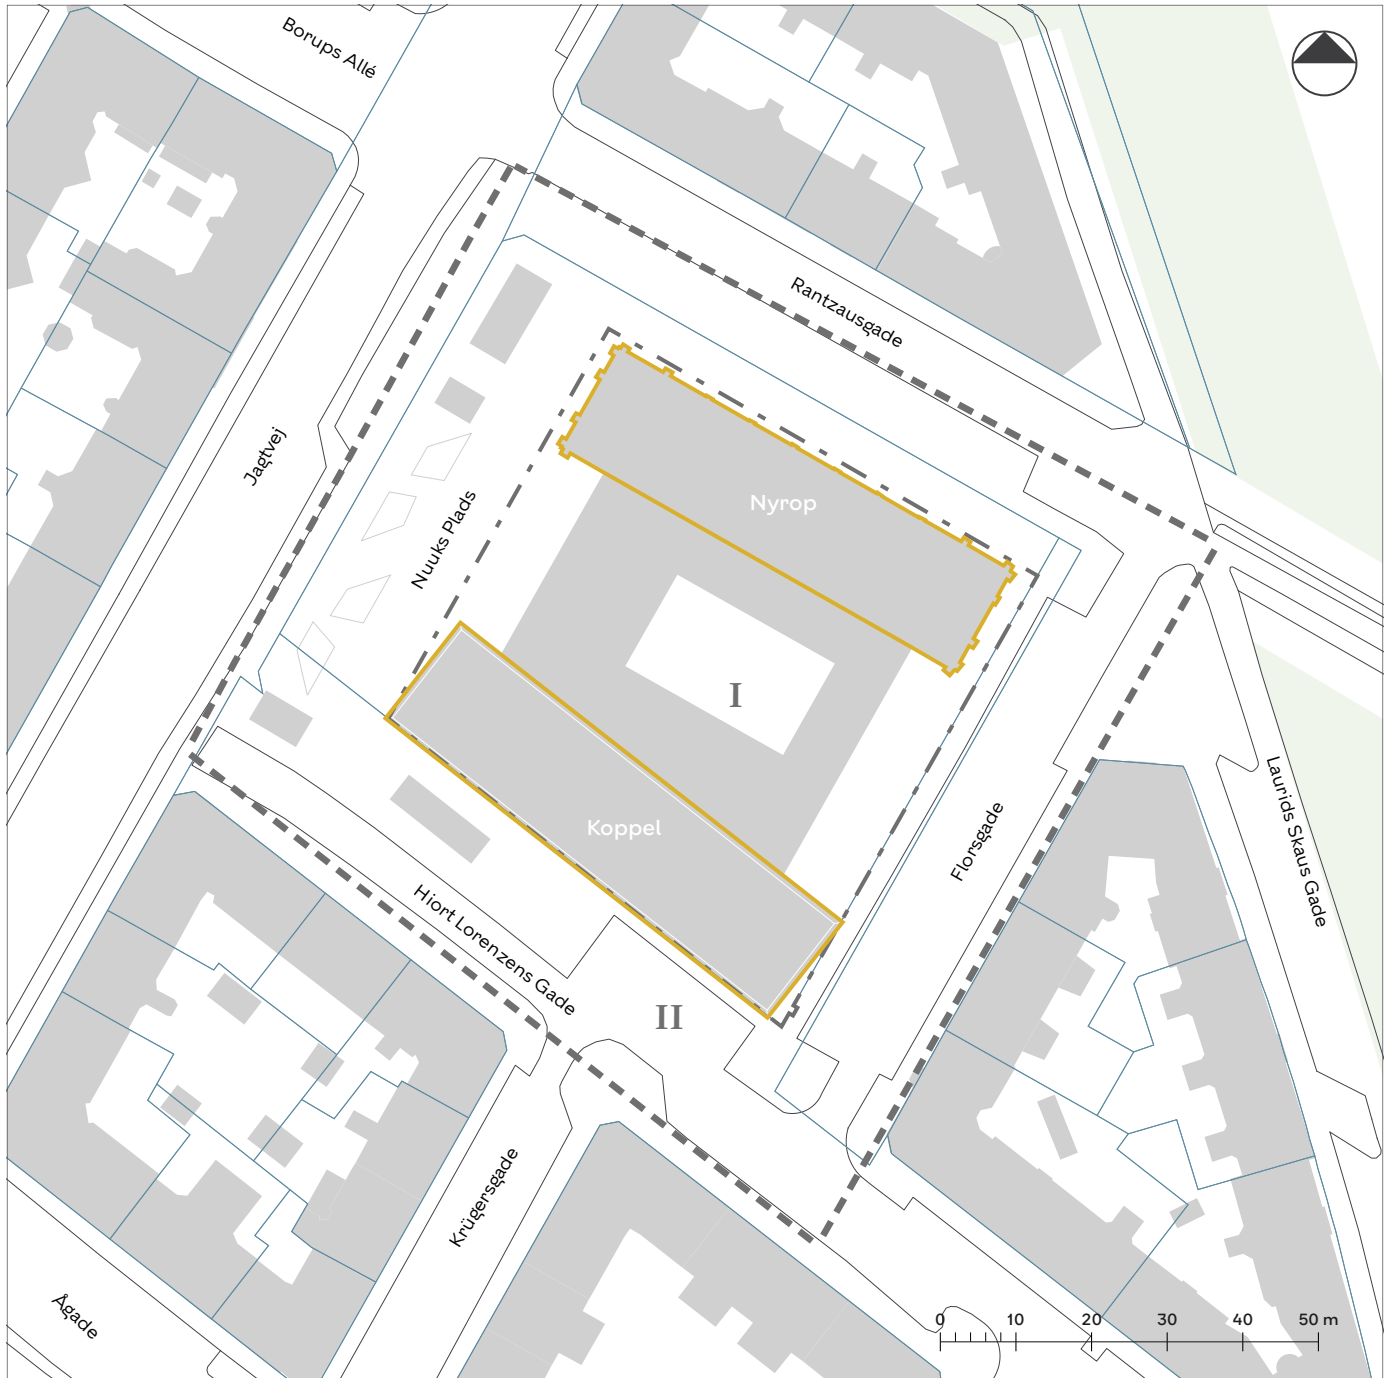 Borups Allé
Rantzausgade
Jagtvej
Nuuks Plads
Nyrop
I
Koppel
Florsgade
Laurids Skaus Gade
Hiort Lorenzens Gade
II
Krügersgade
Ågade
0 10 20 30 40 50 m